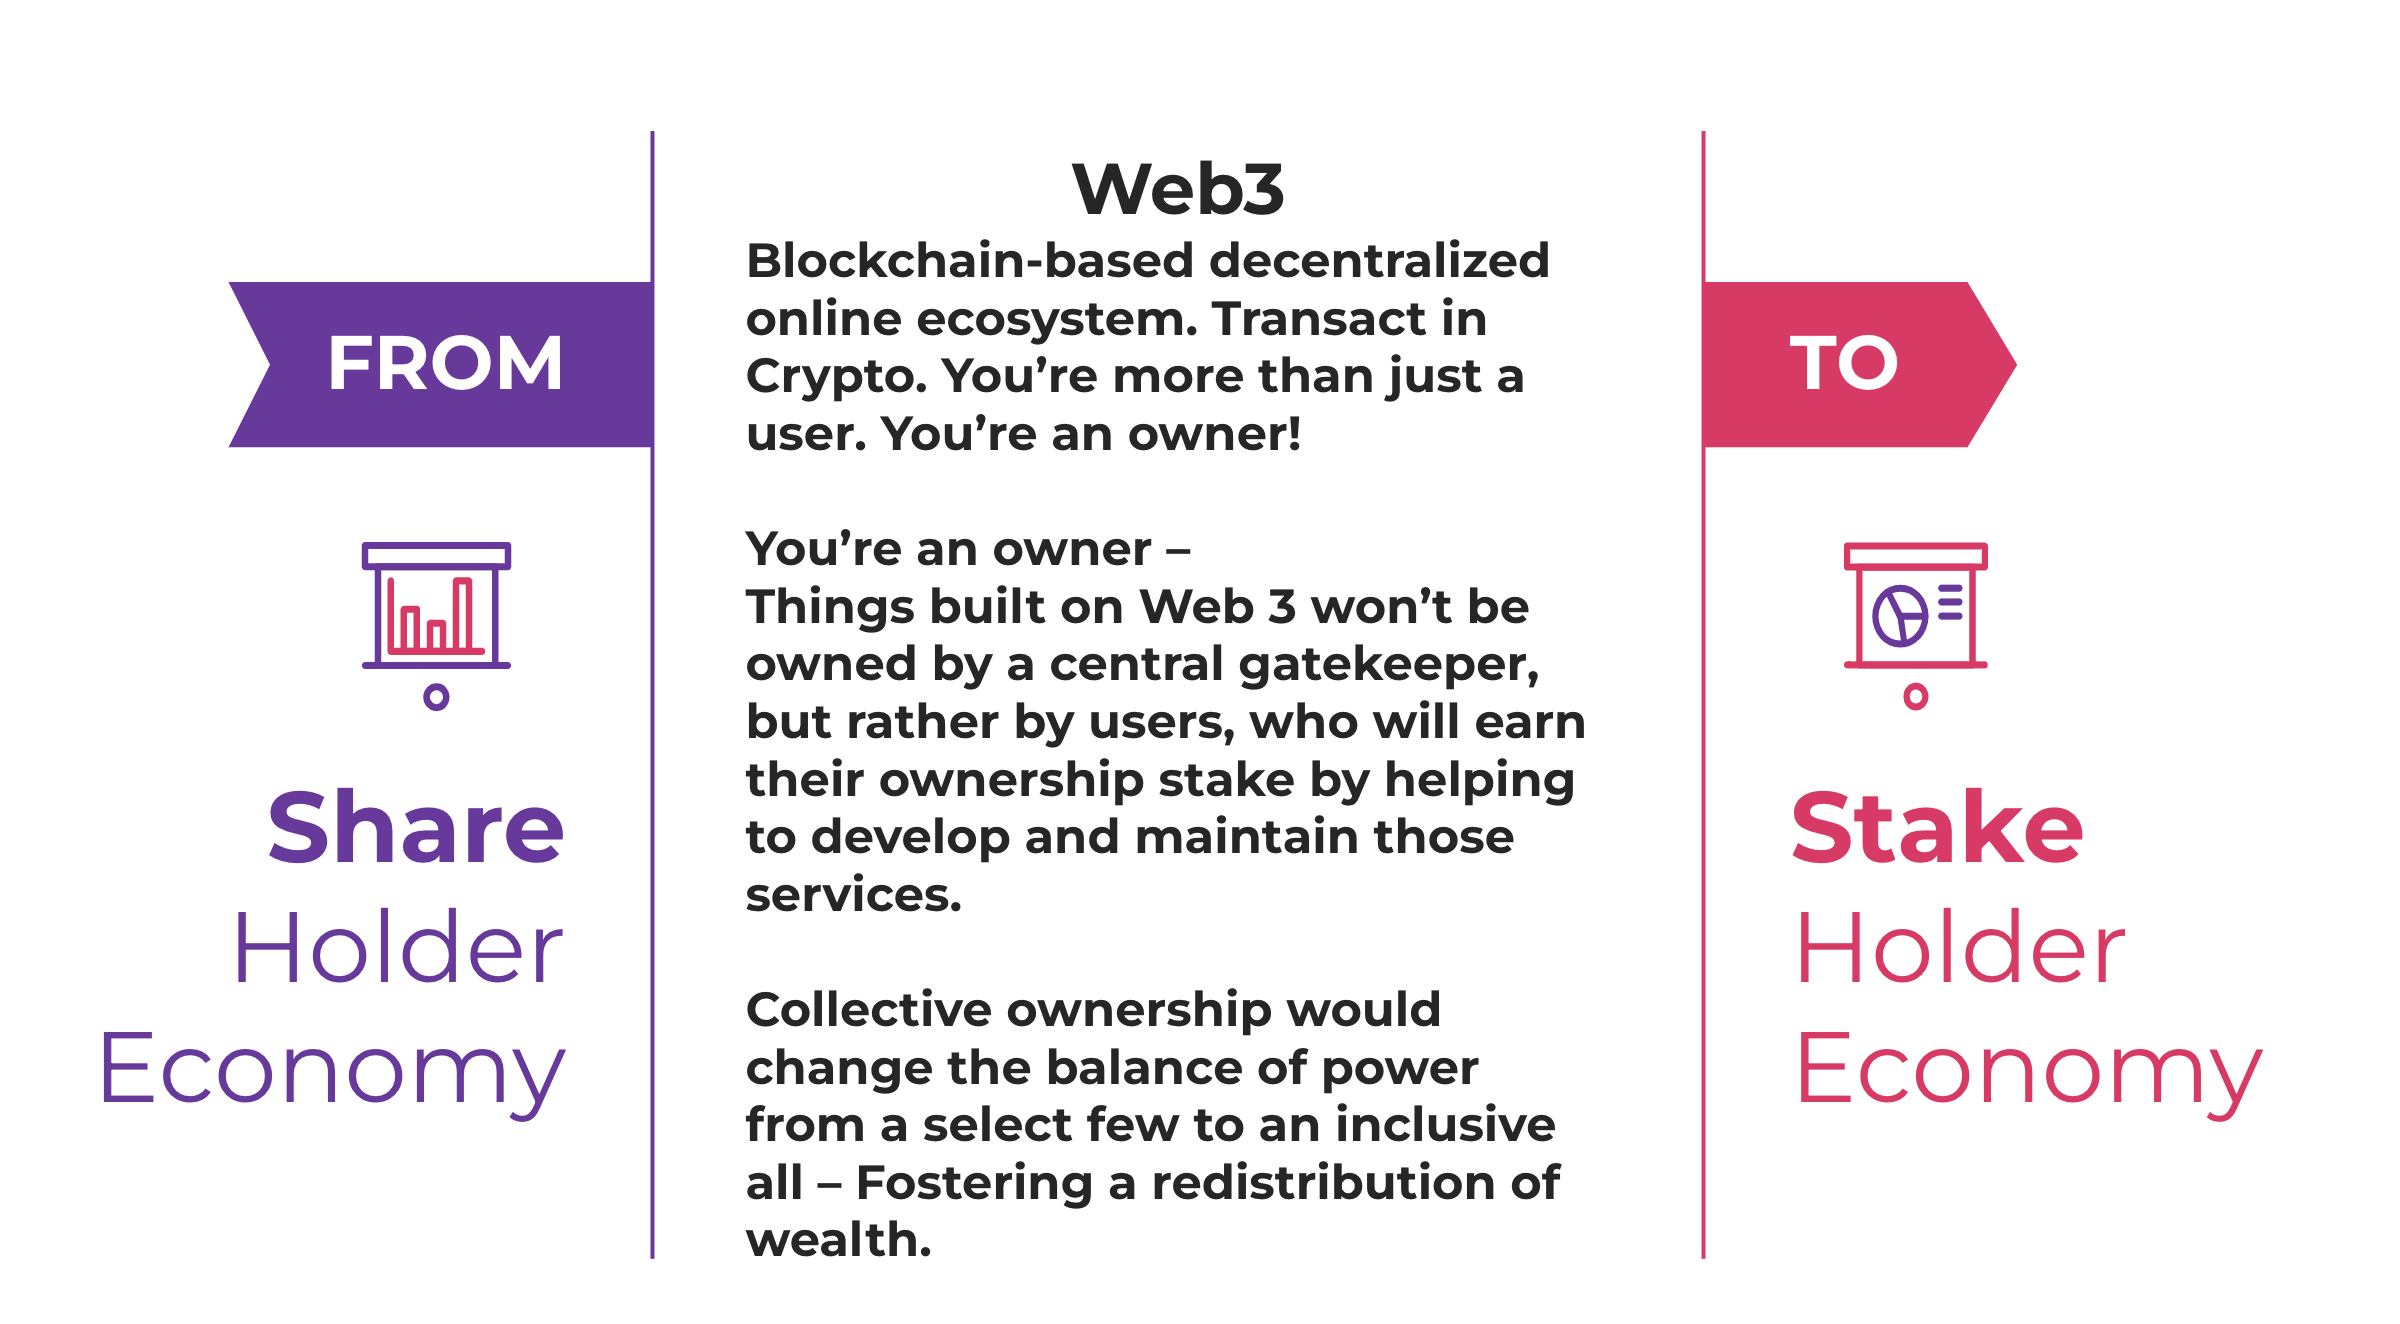 FROM
Share
Holder
Economy
Web3
Blockchain-based decentralized
online ecosystem. Transact in
Crypto. You’re more than just a
user. You’re an owner!
You’re an owner –
Things built on Web 3 won’t be
owned by a central gatekeeper,
but rather by users, who will earn
their ownership stake by helping
to develop and maintain those
services.
Collective ownership would
change the balance of power
from a select few to an inclusive
all – Fostering a redistribution of
wealth.
TO
Stake
Holder
Economy